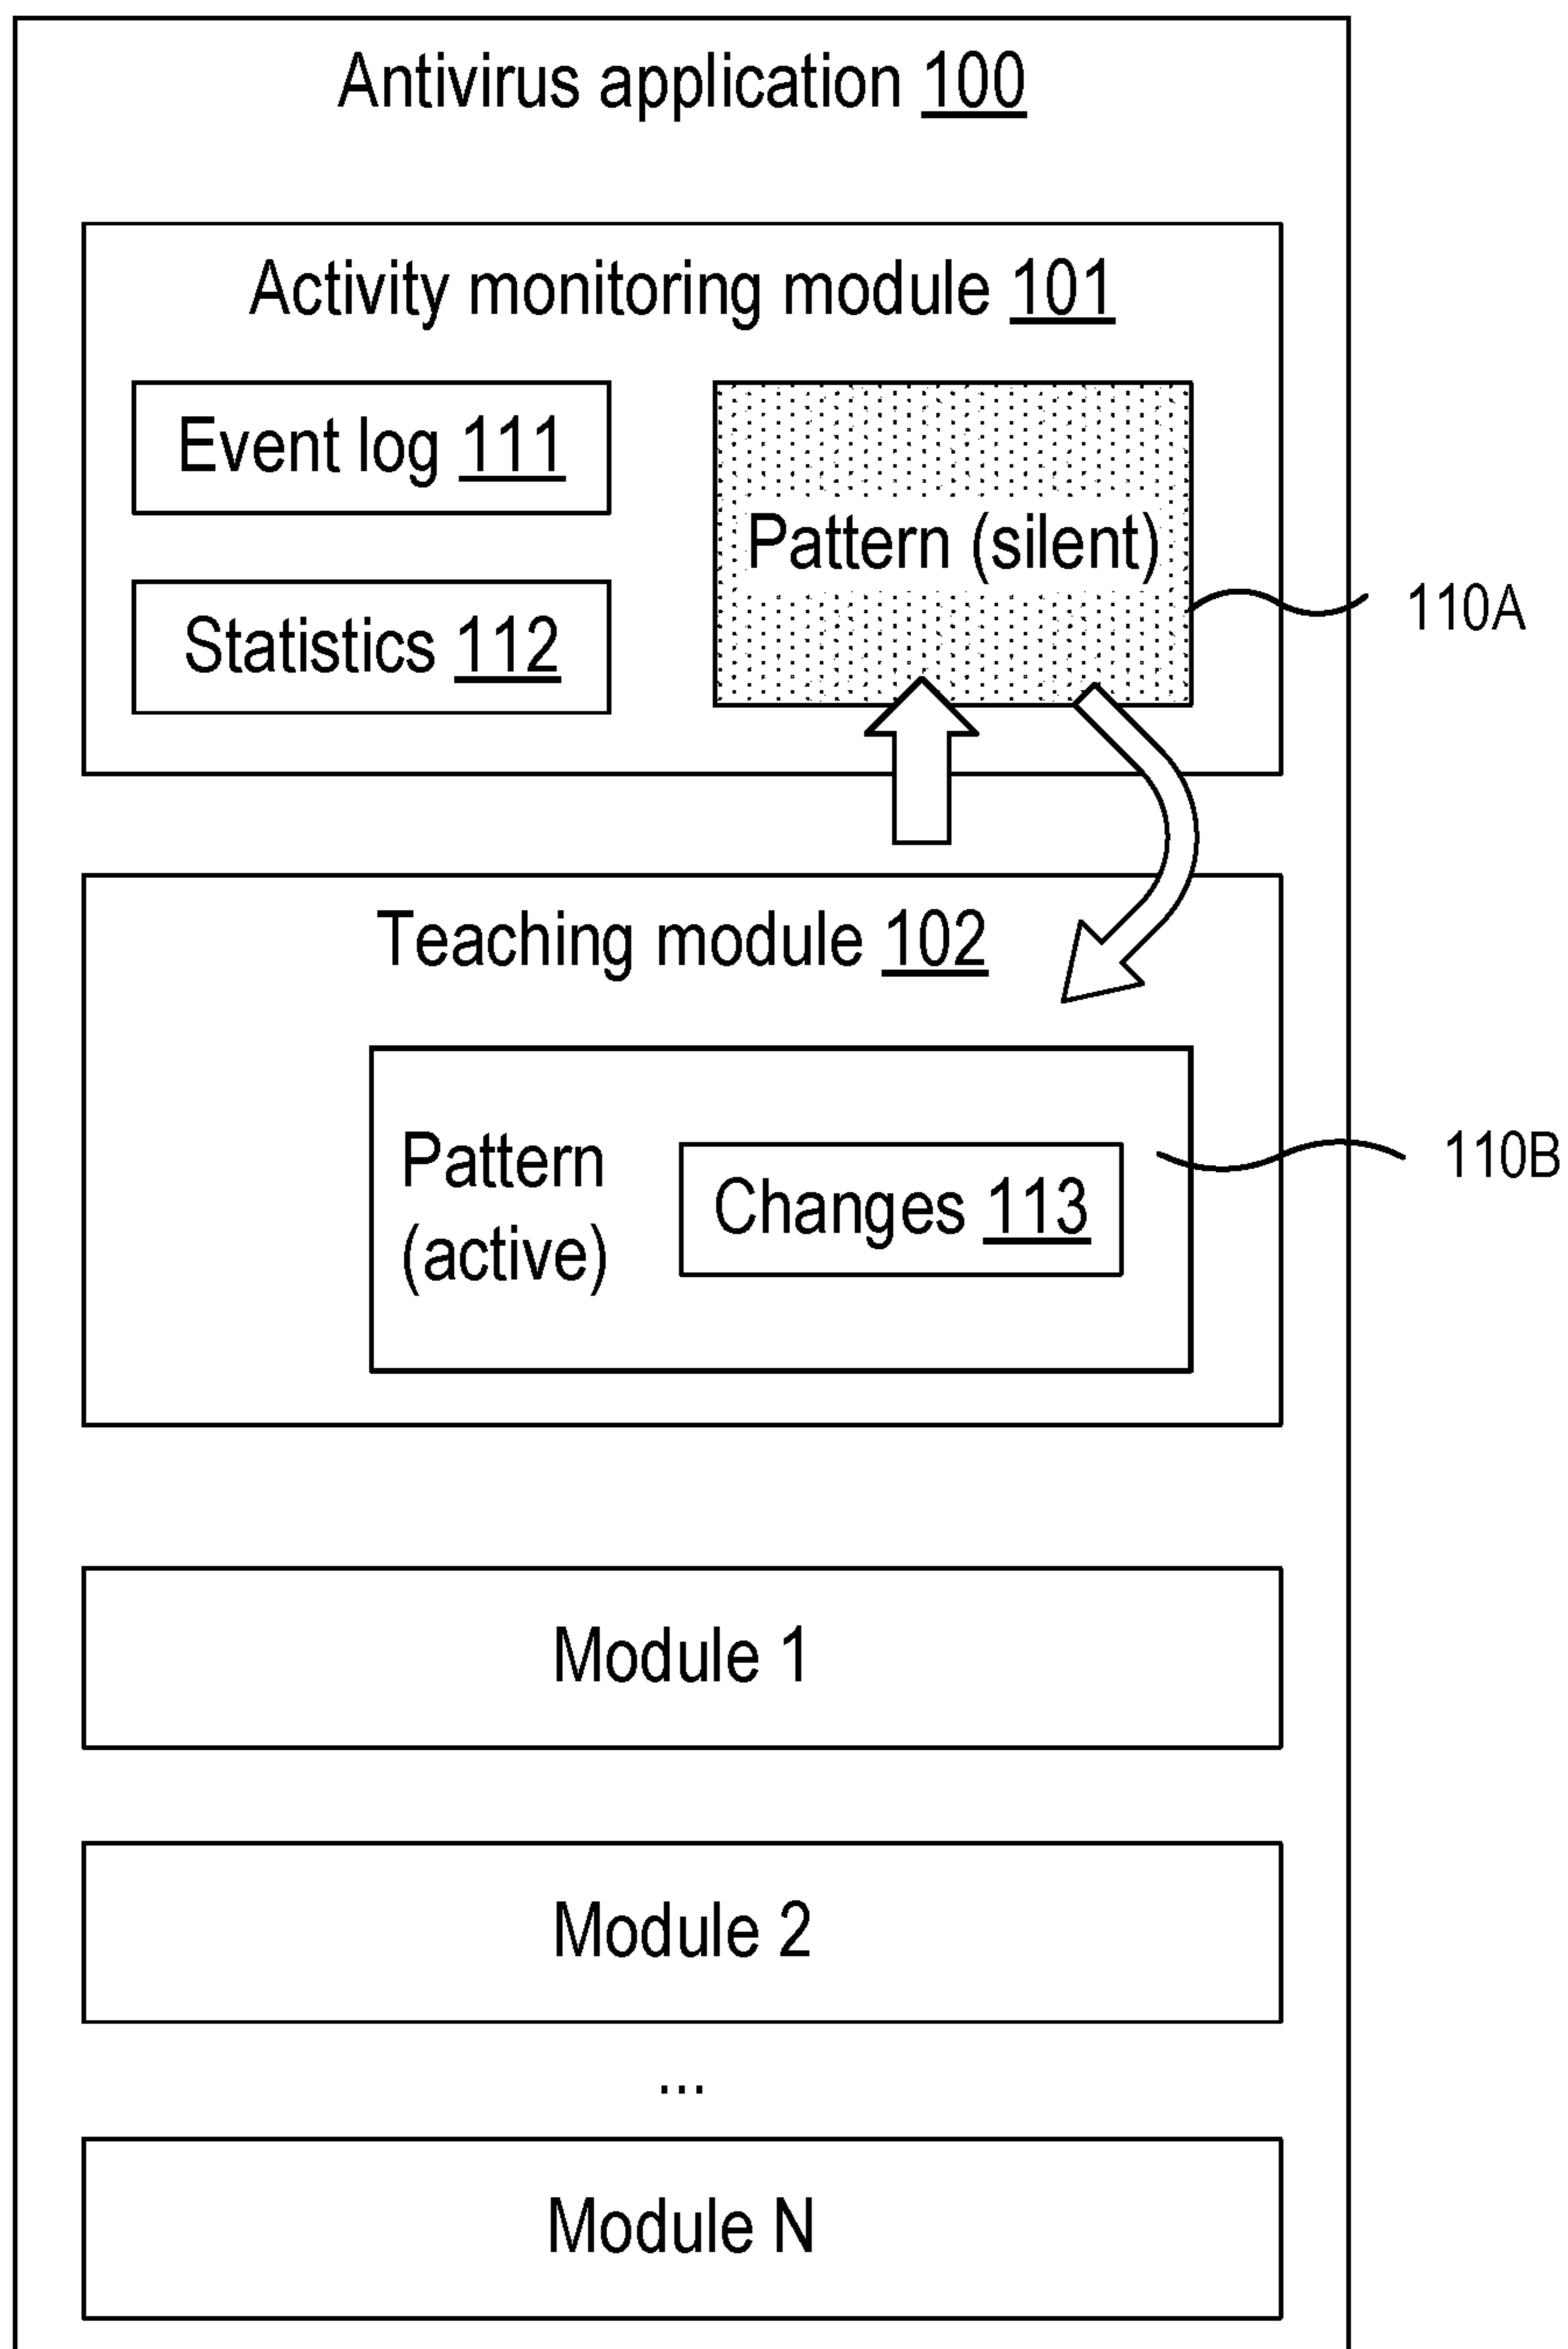 Antivirus application 100
Activity monitoring module 101
Event log 111
Pattern (silent)
Statistics 112
110A
Teaching module 102
Pattern
(active)
Changes 113
110B
Module 1
Module 2
...
Module N